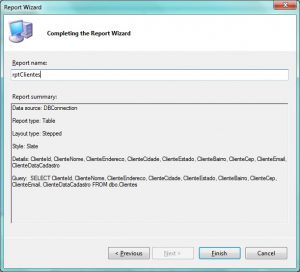 Report Wizard
Completing the Report Wizard
Report name:
rptClientes
Report summary:
Data source: DBConnection
Report type: Table
Layout type: Stepped
Style: Slate
Details: ClienteId, ClienteNome, ClienteEndereco, ClienteCidade, ClienteEstado, ClienteBairro, ClienteCep, ClienteEmail,
ClienteDataCadastro
Query: SELECT ClienteId, ClienteNome, ClienteEndereco, ClienteCidade, ClienteEstado, ClienteBairro, ClienteCep,
ClienteEmail, ClienteDataCadastro FROM dbo.Clientes
< Previous
Next >
Finish
Cancel